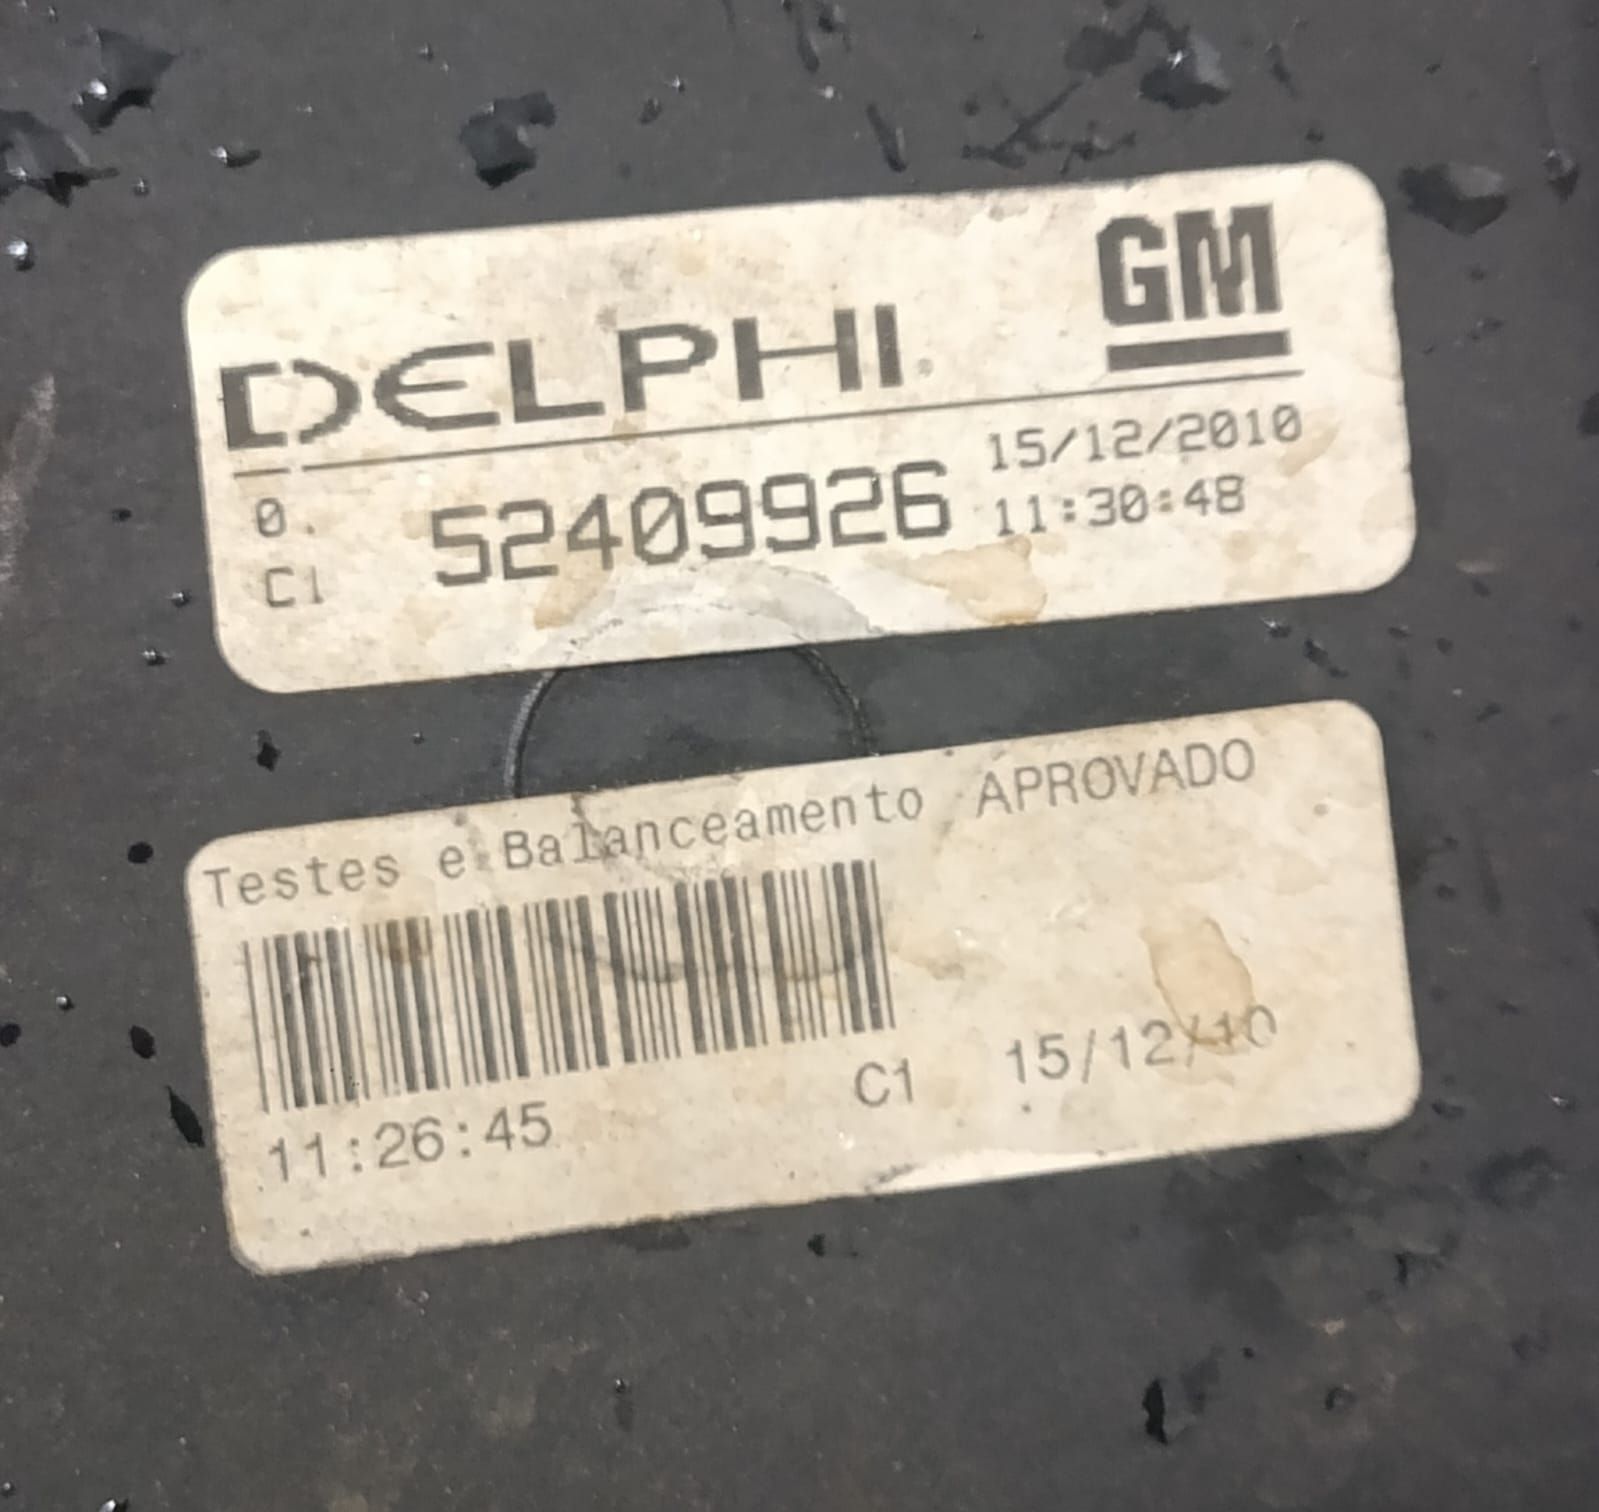 GM
DELPHI
0. 52409926 15/12/2010
C1 11:30:48
Testes e Balanceamento APROVADO
C1 15/12/10
11:26:45